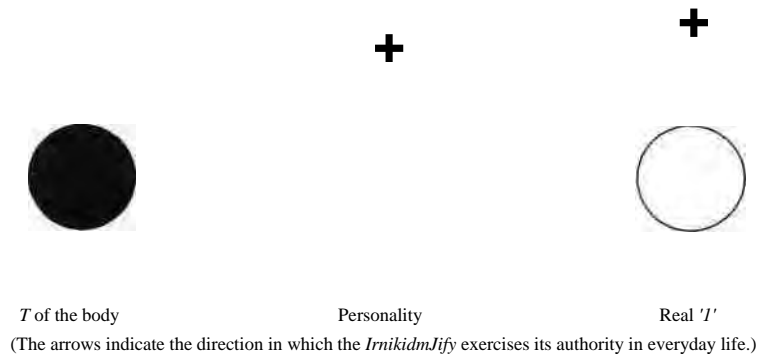 T of the body Personality Real '1'
(The arrows indicate the direction in which the IrnikidmJify exercises its authority in everyday life.)